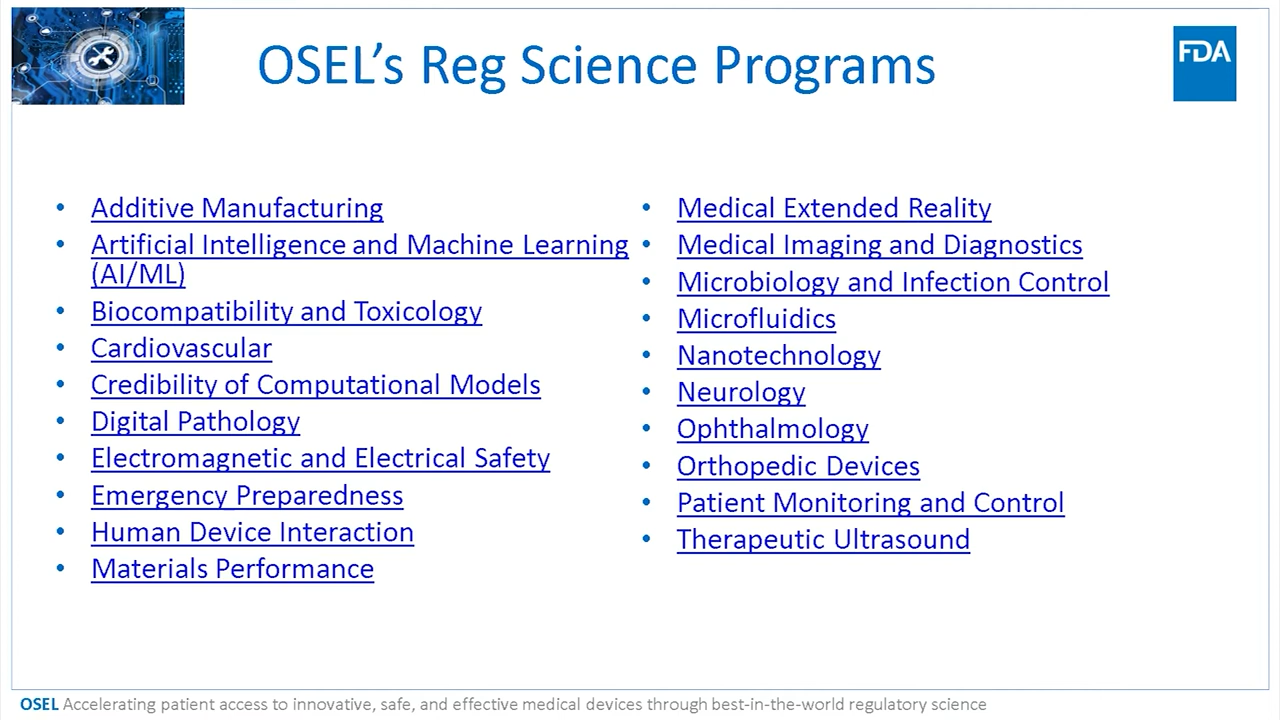 OSEL’s Reg Science Programs
FDA
• Additive Manufacturing
• Artificial Intelligence and Machine Learning
(AI/ML)
• Biocompatibility and Toxicology
• Cardiovascular
• Credibility of Computational Models
• Digital Pathology
• Electromagnetic and Electrical Safety
• Emergency Preparedness
• Human Device Interaction
• Materials Performance
• Medical Extended Reality
• Medical Imaging and Diagnostics
• Microbiology and Infection Control
• Microfluidics
• Nanotechnology
• Neurology
• Ophthalmology
• Orthopedic Devices
• Patient Monitoring and Control
• Therapeutic Ultrasound
OSEL Accelerating patient access to innovative, safe, and effective medical devices through best-in-the-world regulatory science